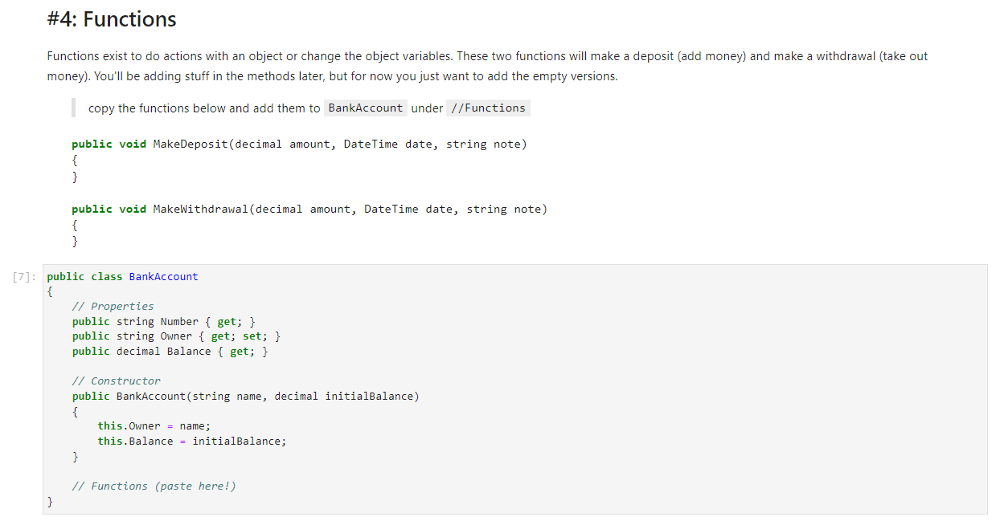 #4: Functions
Functions exist to do actions with an object or change the object variables. These two functions will make a deposit (add money) and make a withdrawal (take out
money). You'll be adding stuff in the methods later, but for now you just want to add the empty versions.
copy the functions below and add them to BankAccount under //Functions
public void MakeDeposit(decimal amount, DateTime date, string note)
{
}
public void MakeWithdrawal(decimal amount, DateTime date, string note)
{
}
[7]: public class BankAccount
{
// Properties
public string Number { get; }
public string Owner { get; set; }
public decimal Balance { get; }
// Constructor
public BankAccount(string name, decimal initialBalance)
{
this.Owner = name;
this.Balance = initialBalance;
}
// Functions (paste here!)
}